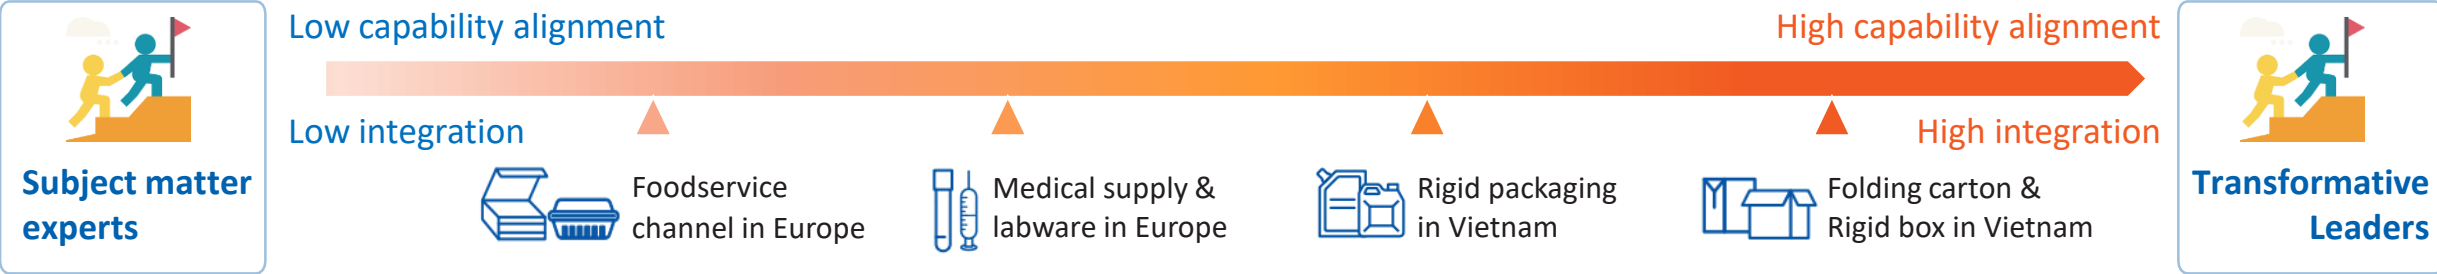 Low capability alignment
High capability alignment
Low integration
High integration
Subject matter
experts
Foodservice
channel in Europe
Medical supply &
labware in Europe
Rigid packaging
in Vietnam
Folding carton &
Rigid box in Vietnam
Transformative
Leaders